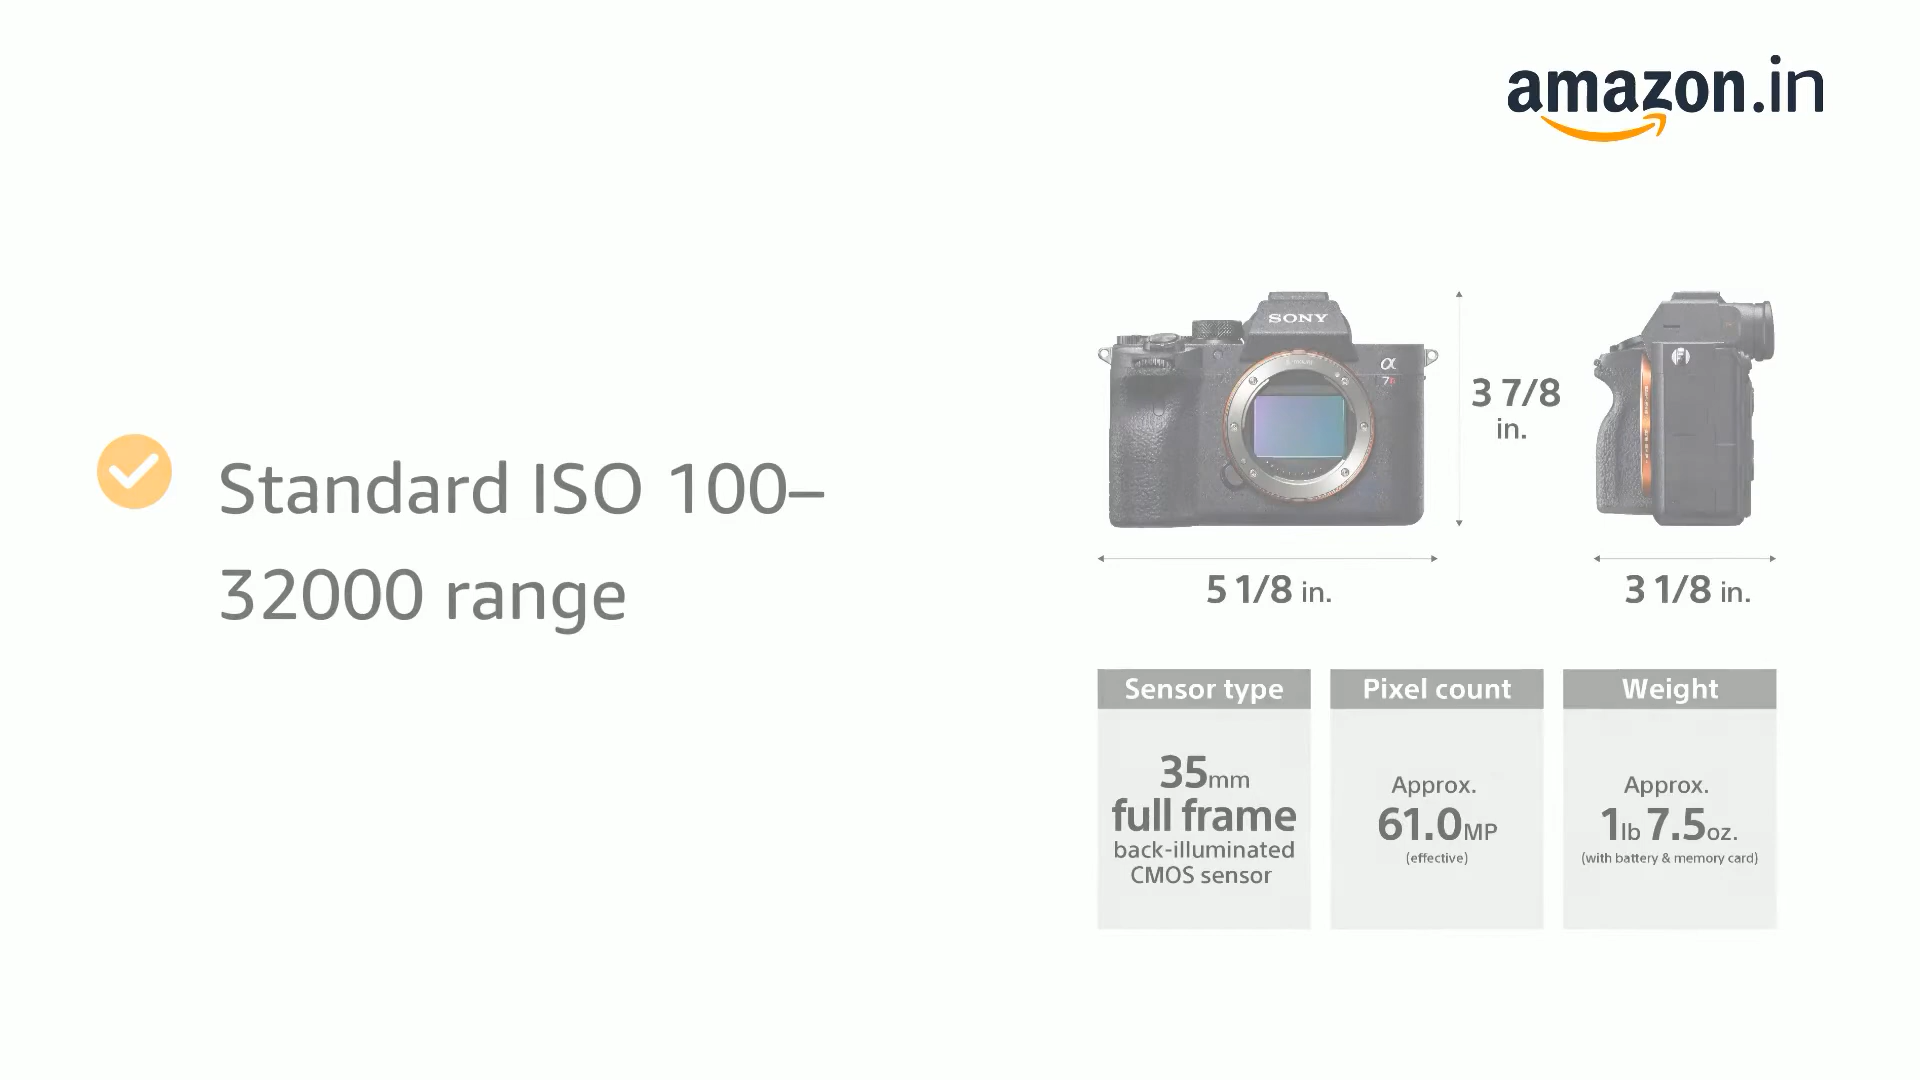 amazon.in
Standard ISO 100–
32000 range
SONY
α
7R
3 7/8
in.
5 1/8 in.
3 1/8 in.
Sensor type
35mm
full frame
back-illuminated
CMOS sensor
Pixel count
Approx.
61.0MP
(effective)
Weight
Approx.
1lb 7.5oz.
(with battery & memory card)